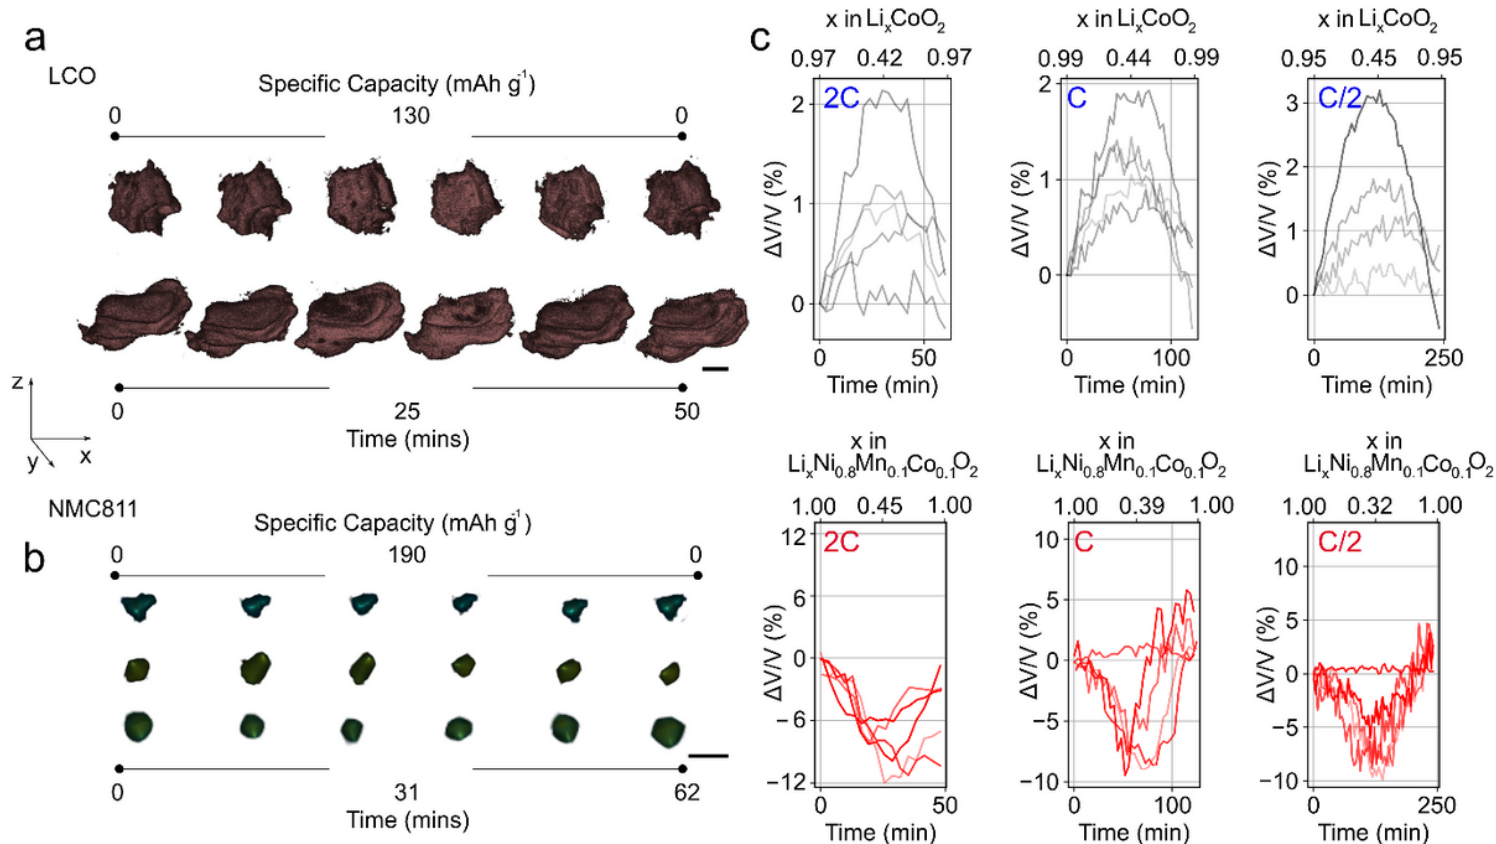 a
LCO
Specific Capacity (mAh g⁻¹)
0 130 0
0 25 50
Time (mins)
z
y x
NMC811
b
Specific Capacity (mAh g⁻¹)
0 190 0
0 31 62
Time (mins)
c
x in LiₓCoO₂
0.97 0.42 0.97
2C
ΔV/V (%)
2
1
0
0 50
Time (min)
x in LiₓCoO₂
0.99 0.44 0.99
C
ΔV/V (%)
2
1
0
0 100
Time (min)
x in LiₓCoO₂
0.95 0.45 0.95
C/2
ΔV/V (%)
3
2
1
0
0 250
Time (min)
x in
LiₓNi₀.₈Mn₀.₁Co₀.₁O₂
1.00 0.45 1.00
2C
ΔV/V (%)
12
6
0
−6
−12
0 50
Time (min)
x in
LiₓNi₀.₈Mn₀.₁Co₀.₁O₂
1.00 0.39 1.00
C
ΔV/V (%)
10
5
0
−5
−10
0 100
Time (min)
x in
LiₓNi₀.₈Mn₀.₁Co₀.₁O₂
1.00 0.32 1.00
C/2
ΔV/V (%)
10
5
0
−5
−10
0 250
Time (min)